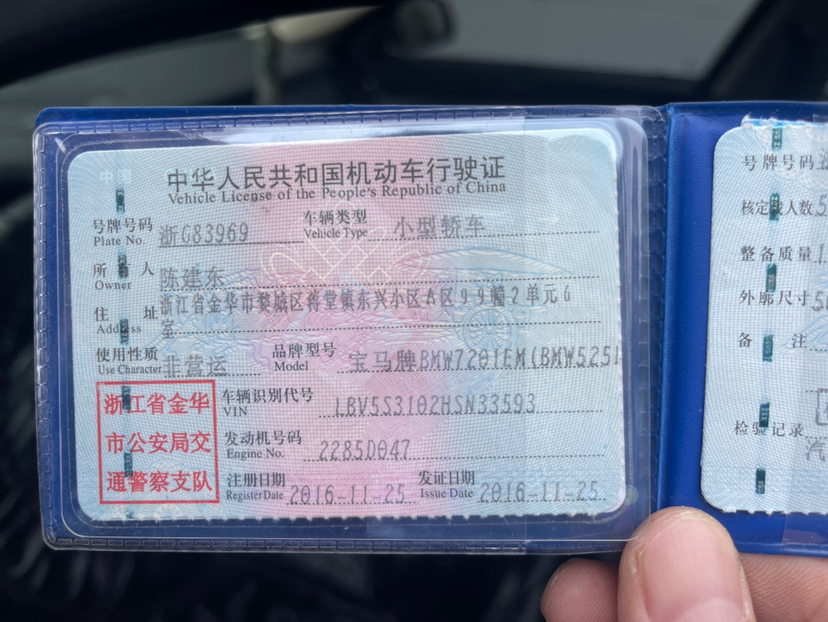 中华人民共和国机动车行驶证
Vehicle License of the People's Republic of China
号牌号码 浙G83969 车辆类型 小型轿车
Plate No. Vehicle Type
所有人 陈建东
Owner
住址 浙江省金华市婺城区蒋堂镇东兴小区A区99幢2单元6
Address 室
使用性质 非营运 品牌型号 宝马牌BMW7201EM(BMW525l
Use Character Model
浙江省金华
市公安局交
通警察支队
车辆识别代号 LBV5S3102HSN33593
VIN
发动机号码 2285D047
Engine No.
注册日期 2016-11-25 发证日期 2016-11-25
Register Date Issue Date
号牌号码
核定载人数 5
整备质量 1
外廓尺寸 50
备注
检验记录
汽